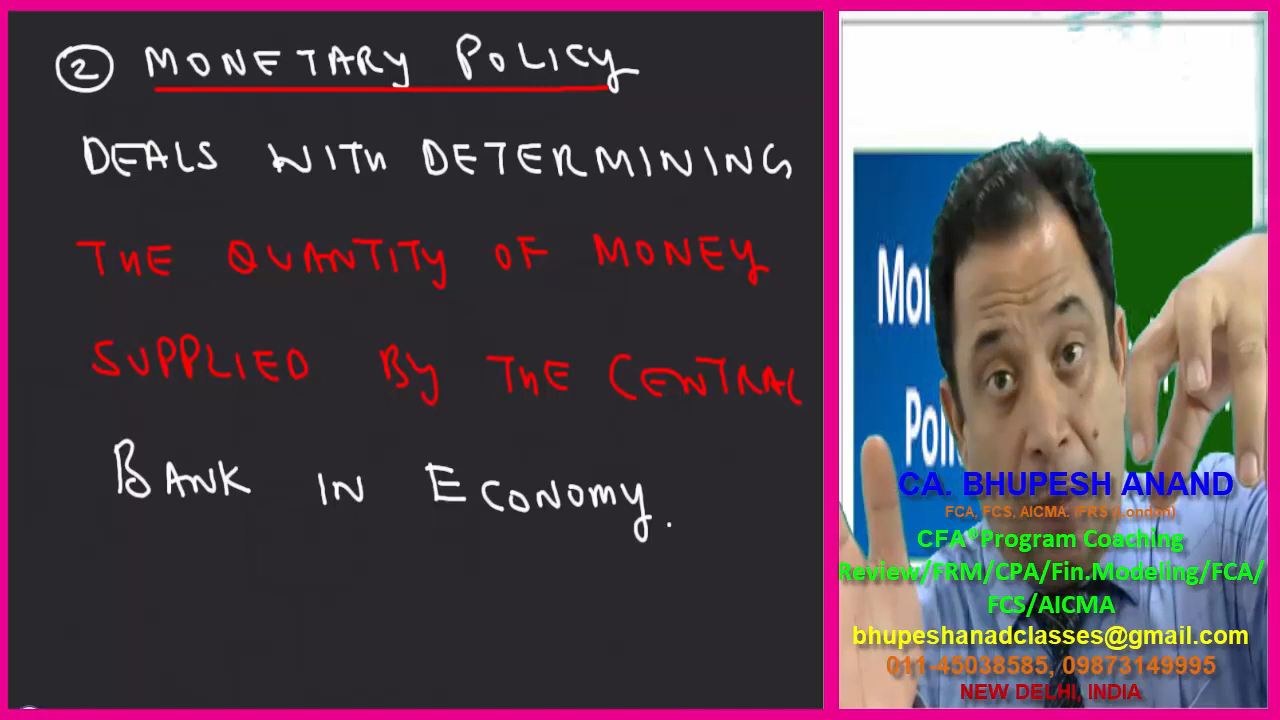 ② MONETARY POLICY
DEALS WITH DETERMINING
THE QUANTITY OF MONEY
SUPPLIED BY THE CENTRAL
BANK IN ECONOMY.
CA. BHUPESH ANAND
FCA, FCS, AICMA. IFRS (London)
CFA®Program Coaching
Review/FRM/CPA/Fin.Modeling/FCA/
FCS/AICMA
bhupeshanadclasses@gmail.com
011-45038585, 09873149995
NEW DELHI, INDIA